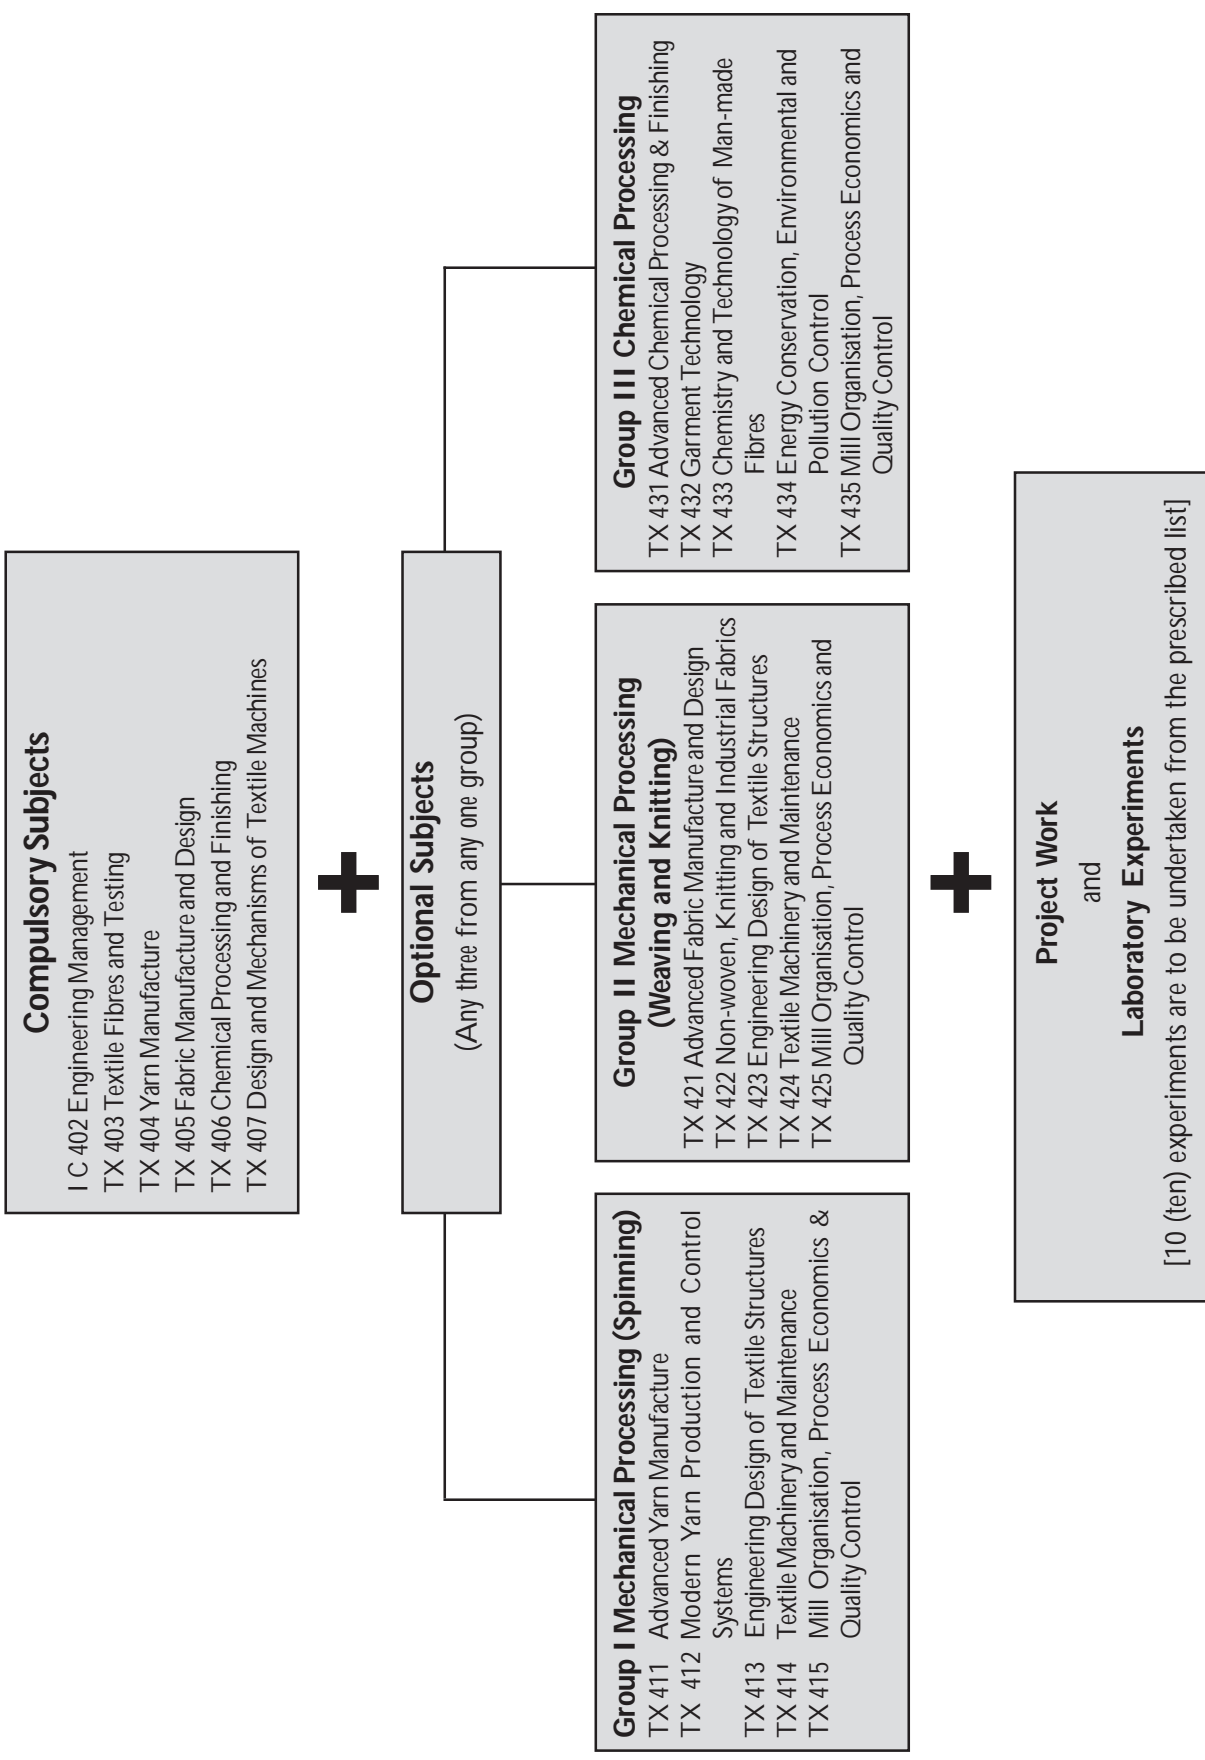 Compulsory Subjects
I C 402 Engineering Management
TX 403 Textile Fibres and Testing
TX 404 Yarn Manufacture
TX 405 Fabric Manufacture and Design
TX 406 Chemical Processing and Finishing
TX 407 Design and Mechanisms of Textile Machines
+
Optional Subjects
(Any three from any one group)
Group I Mechanical Processing (Spinning)
TX 411 Advanced Yarn Manufacture
TX 412 Modern Yarn Production and Control
Systems
TX 413 Engineering Design of Textile Structures
TX 414 Textile Machinery and Maintenance
TX 415 Mill Organisation, Process Economics &
Quality Control
Group II Mechanical Processing
(Weaving and Knitting)
TX 421 Advanced Fabric Manufacture and Design
TX 422 Non-woven, Knitting and Industrial Fabrics
TX 423 Engineering Design of Textile Structures
TX 424 Textile Machinery and Maintenance
TX 425 Mill Organisation, Process Economics and
Quality Control
Group III Chemical Processing
TX 431 Advanced Chemical Processing & Finishing
TX 432 Garment Technology
TX 433 Chemistry and Technology of Man-made
Fibres
TX 434 Energy Conservation, Environmental and
Pollution Control
TX 435 Mill Organisation, Process Economics and
Quality Control
+
Project Work
and
Laboratory Experiments
[10 (ten) experiments are to be undertaken from the prescribed list]